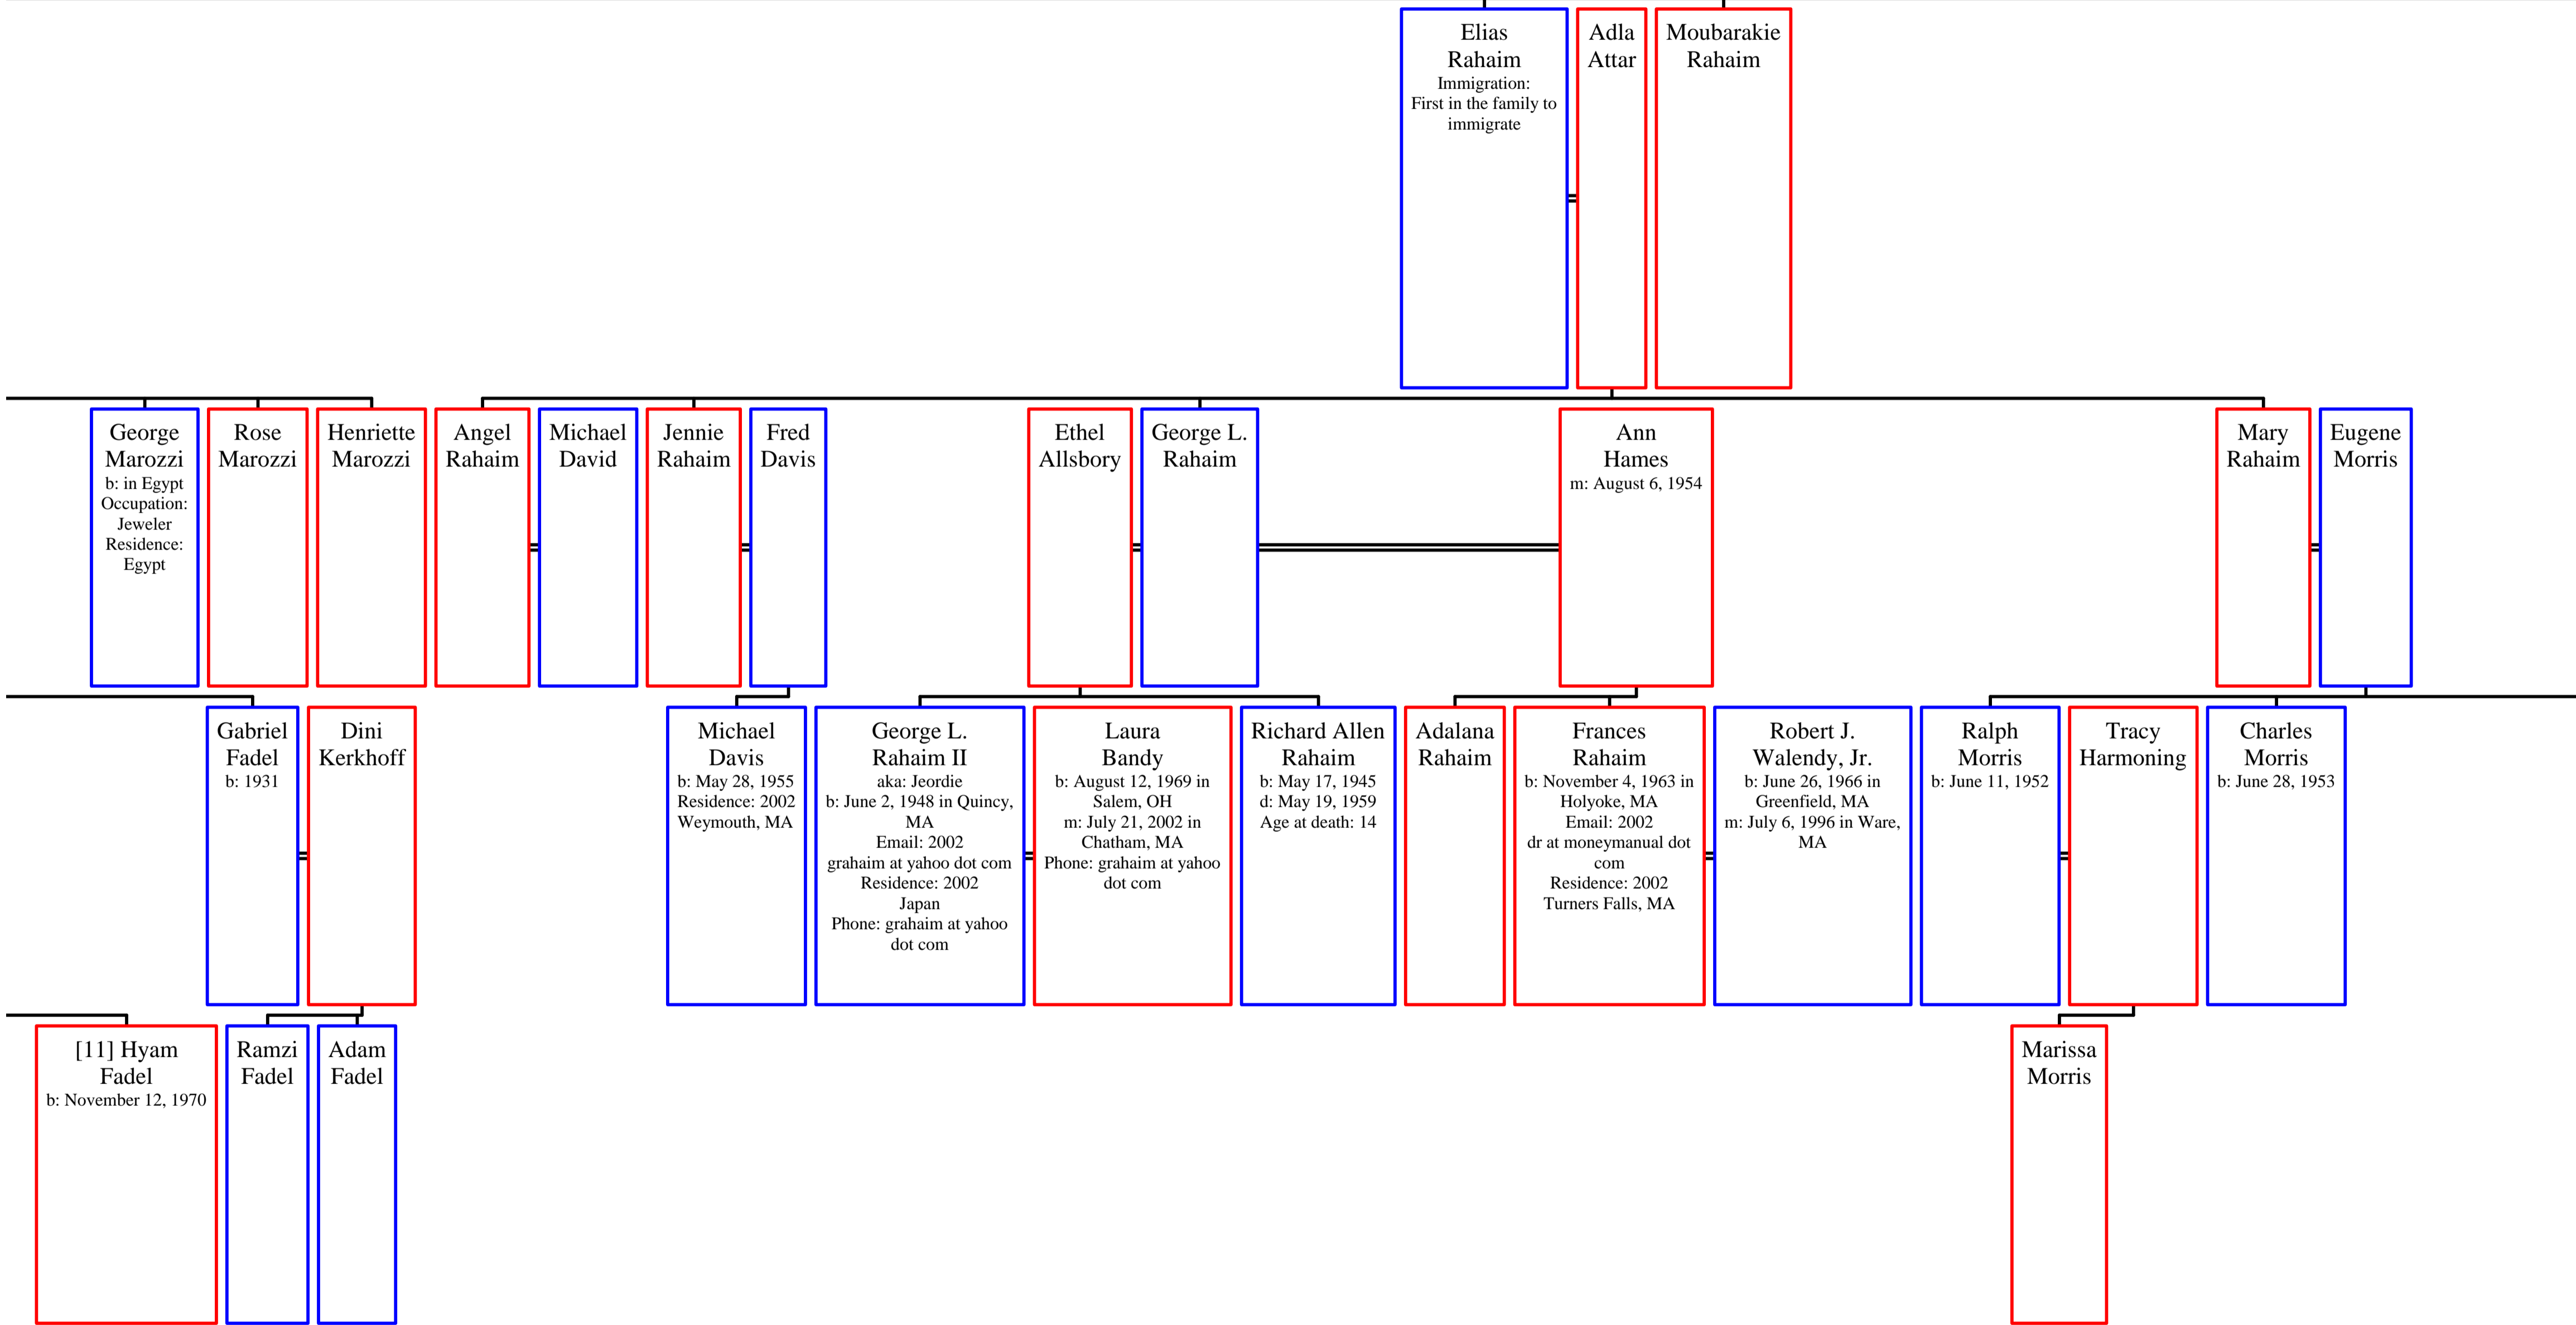 Elias
Rahaim
Immigration:
First in the family to
immigrate
Adla
Attar
Moubarakie
Rahaim
George
Marozzi
b: in Egypt
Occupation:
Jeweler
Residence:
Egypt
Rose
Marozzi
Henriette
Marozzi
Angel
Rahaim
Michael
David
Jennie
Rahaim
Fred
Davis
Ethel
Allsbory
George L.
Rahaim
Ann
Hames
m: August 6, 1954
Mary
Rahaim
Eugene
Morris
Gabriel
Fadel
b: 1931
Dini
Kerkhoff
Michael
Davis
b: May 28, 1955
Residence: 2002
Weymouth, MA
George L.
Rahaim II
aka: Jeordie
b: June 2, 1948 in Quincy,
MA
Email: 2002
grahaim at yahoo dot com
Residence: 2002
Japan
Phone: grahaim at yahoo
dot com
Laura
Bandy
b: August 12, 1969 in
Salem, OH
m: July 21, 2002 in
Chatham, MA
Phone: grahaim at yahoo
dot com
Richard Allen
Rahaim
b: May 17, 1945
d: May 19, 1959
Age at death: 14
Adalana
Rahaim
Frances
Rahaim
b: November 4, 1963 in
Holyoke, MA
Email: 2002
dr at moneymanual dot
com
Residence: 2002
Turners Falls, MA
Robert J.
Walendy, Jr.
b: June 26, 1966 in
Greenfield, MA
m: July 6, 1996 in Ware,
MA
Ralph
Morris
b: June 11, 1952
Tracy
Harmoning
Charles
Morris
b: June 28, 1953
[11] Hyam
Fadel
b: November 12, 1970
Ramzi
Fadel
Adam
Fadel
Marissa
Morris